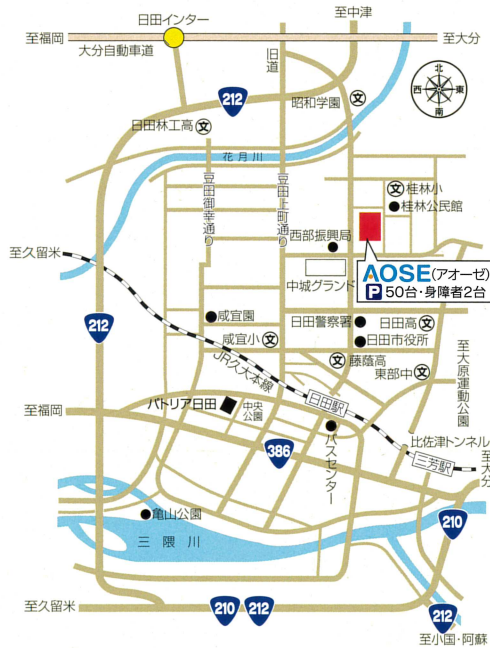 日田インター
至中津
至福岡
大分自動車道
至大分
旧道
北
西
東
南
212
昭和学園
文
日田林工高
文
花月川
豆田御幸通り
豆田上町通り
文
桂林小
桂林公民館
西部振興局
至久留米
中城グランド
AOSE(アオーゼ)
P 50台・身障者2台
212
咸宜園
咸宜小
文
日田警察署
日田高
文
日田市役所
文
藤蔭高
東部中
文
至大原運動公園
JR久大本線
至福岡
パトリア日田
中央
公園
日田駅
バスセンター
386
比佐津トンネル
三芳駅
至大分
210
亀山公園
三隈川
至久留米
210
212
212
至小国・阿蘇